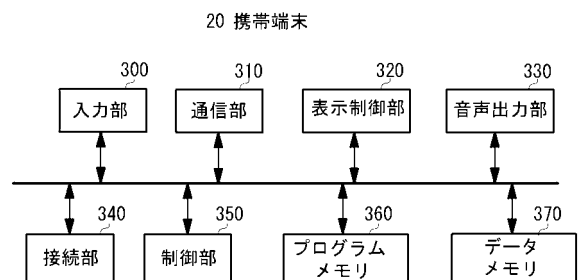 20 携帯端末
300 310 320 330
入力部 通信部 表示制御部 音声出力部
340 350 360 370
接続部 制御部 プログラムメモリ データメモリ